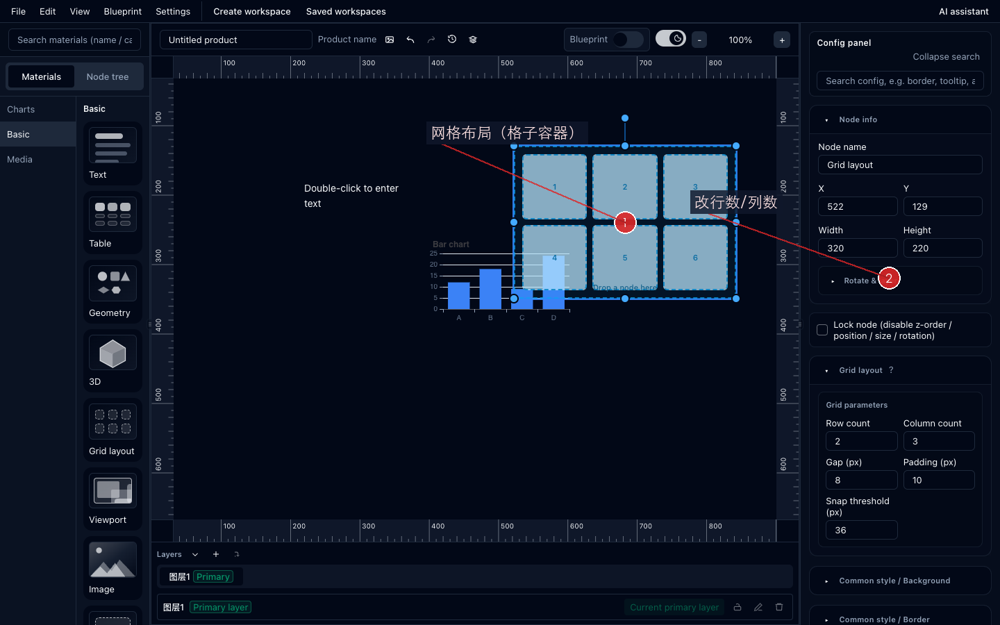 File Edit View Blueprint Settings Create workspace Saved workspaces AI assistant
Search materials (name / ca
Untitled product Product name Blueprint - 100% +
Config panel
Collapse search
Search config, e.g. border, tooltip, a
Materials Node tree
Charts
Basic
Media
Basic
Text
Table
Geometry
3D
Grid layout
Viewport
Image
100 200 300 400 500 600 700 800
100
200
300
400
500
600
100
200
300
400
500
600
网格布局（格子容器）
改行数/列数
Double-click to enter
text
1 2 3
1
4 5 6
Drop a node here
Bar chart
25
20
15
10
5
0
A B C D
100 200 300 400 500 600 700 800
Layers +
图层1 Primary
图层1 Primary layer Current primary layer
Node info
Node name
Grid layout
X Y
522 129
Width Height
320 220
Rotate &
2
Lock node (disable z-order /
position / size / rotation)
Grid layout ?
Grid parameters
Row count Column count
2 3
Gap (px) Padding (px)
8 10
Snap threshold
(px)
36
Common style / Background
Common style / Border